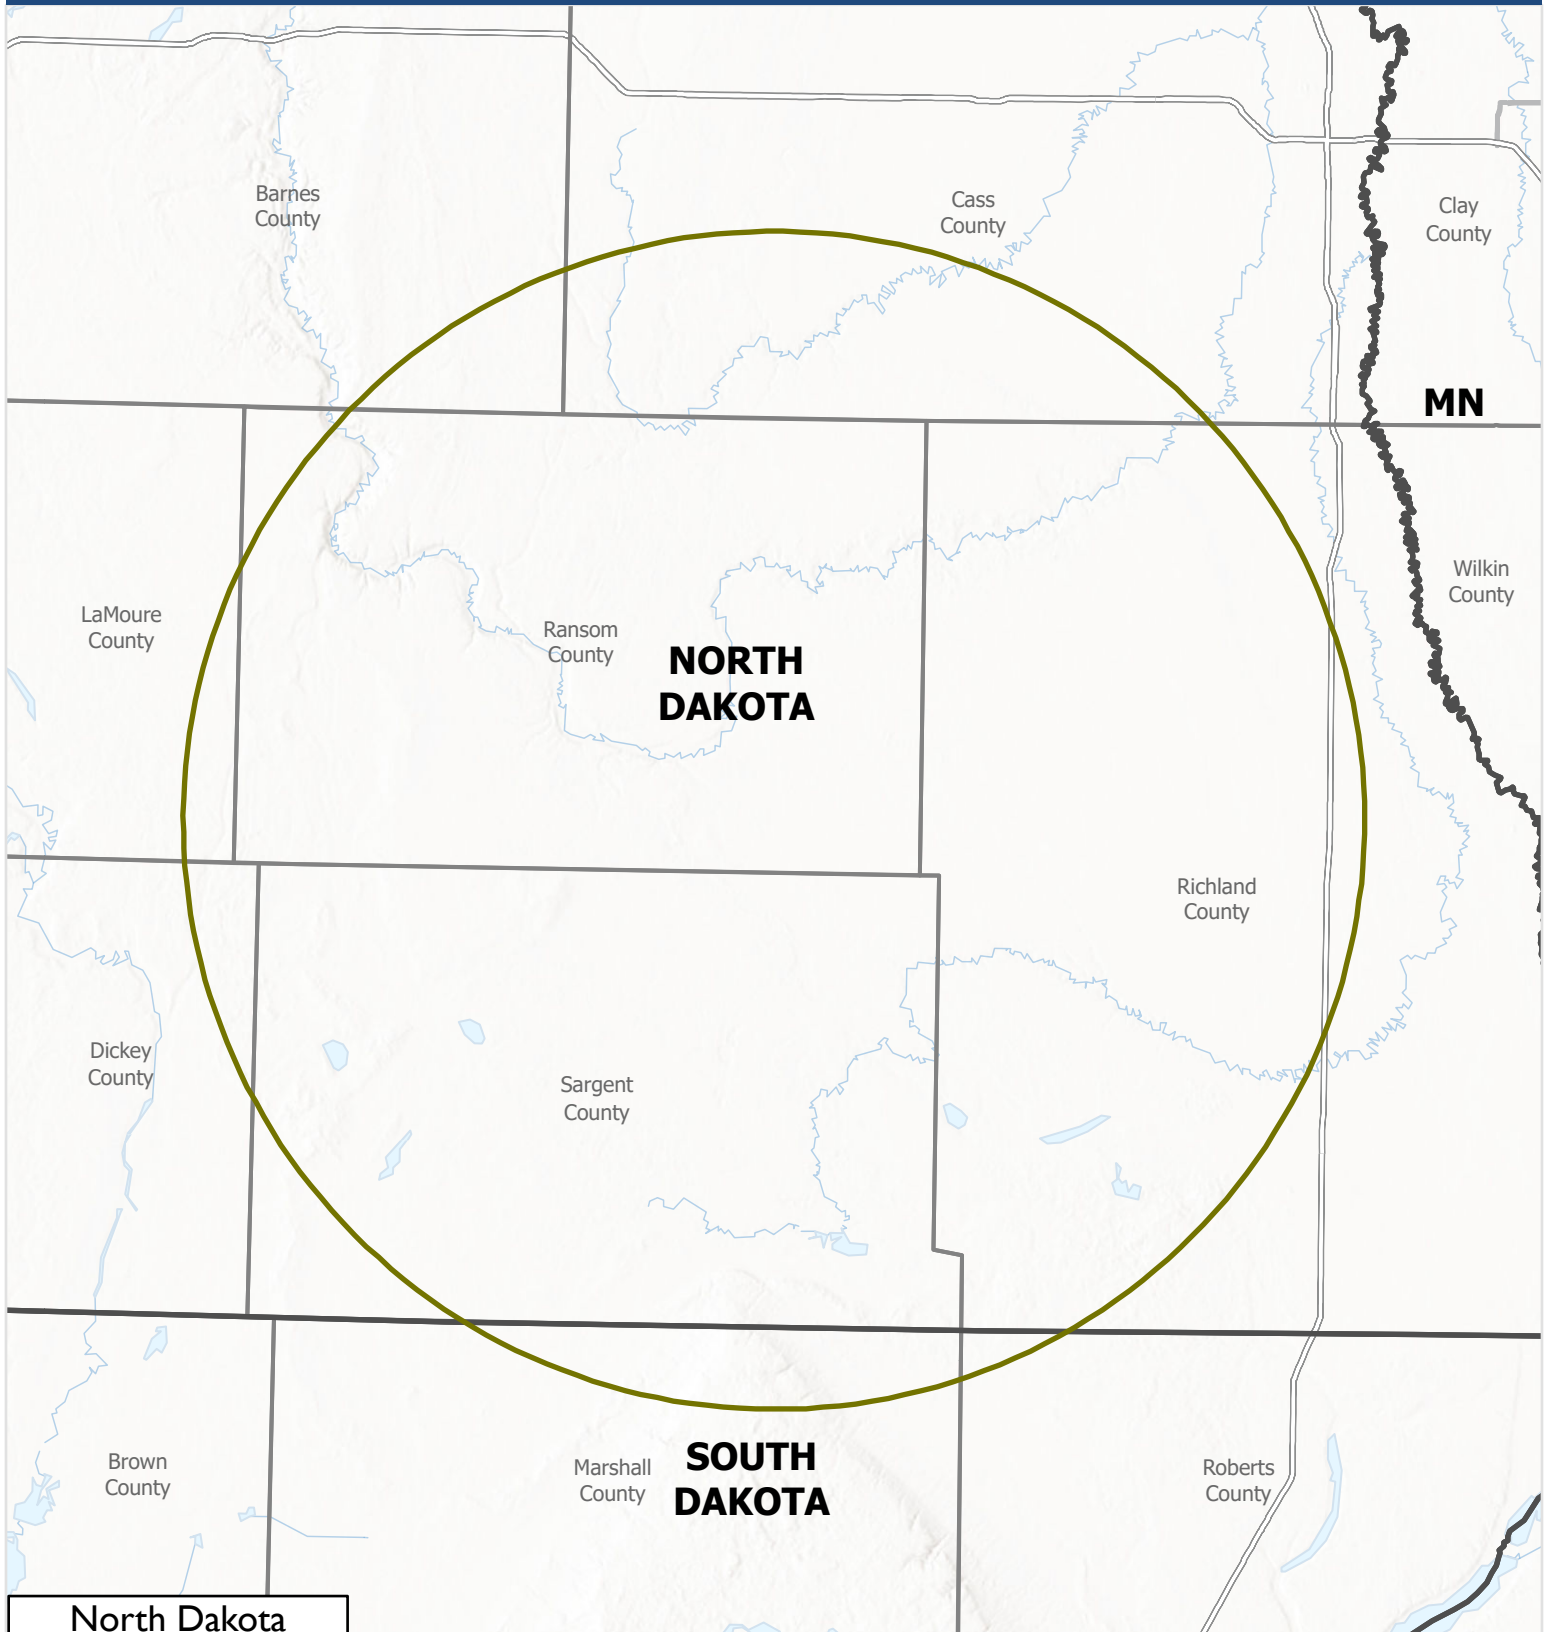 Barnes
County
Cass
County
Clay
County
MN
Wilkin
County
LaMoure
County
Ransom
County
NORTH
DAKOTA
Richland
County
Dickey
County
Sargent
County
Brown
County
Marshall
County
SOUTH
DAKOTA
Roberts
County
North Dakota